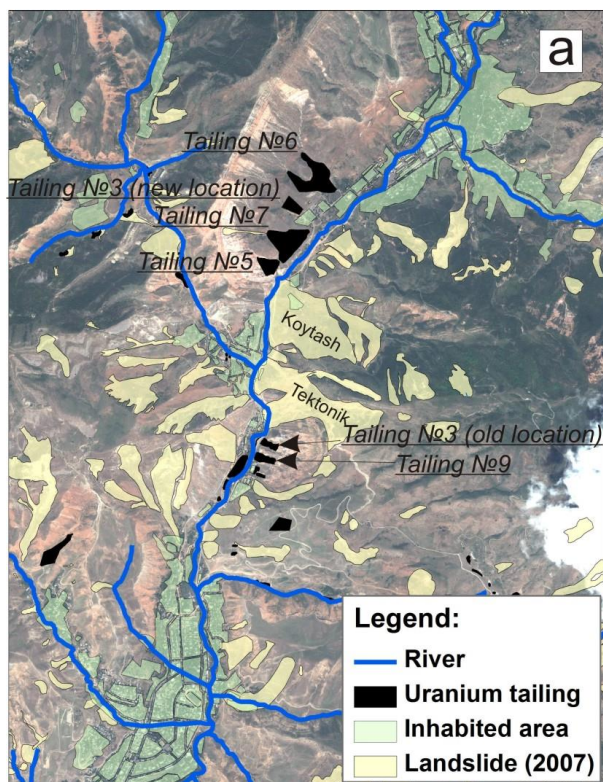 a
Tailing №6
Tailing №3 (new location)
Tailing №7
Tailing №5
Koytash
Tektonik
Tailing №3 (old location)
Tailing №9
Legend:
River
Uranium tailing
Inhabited area
Landslide (2007)